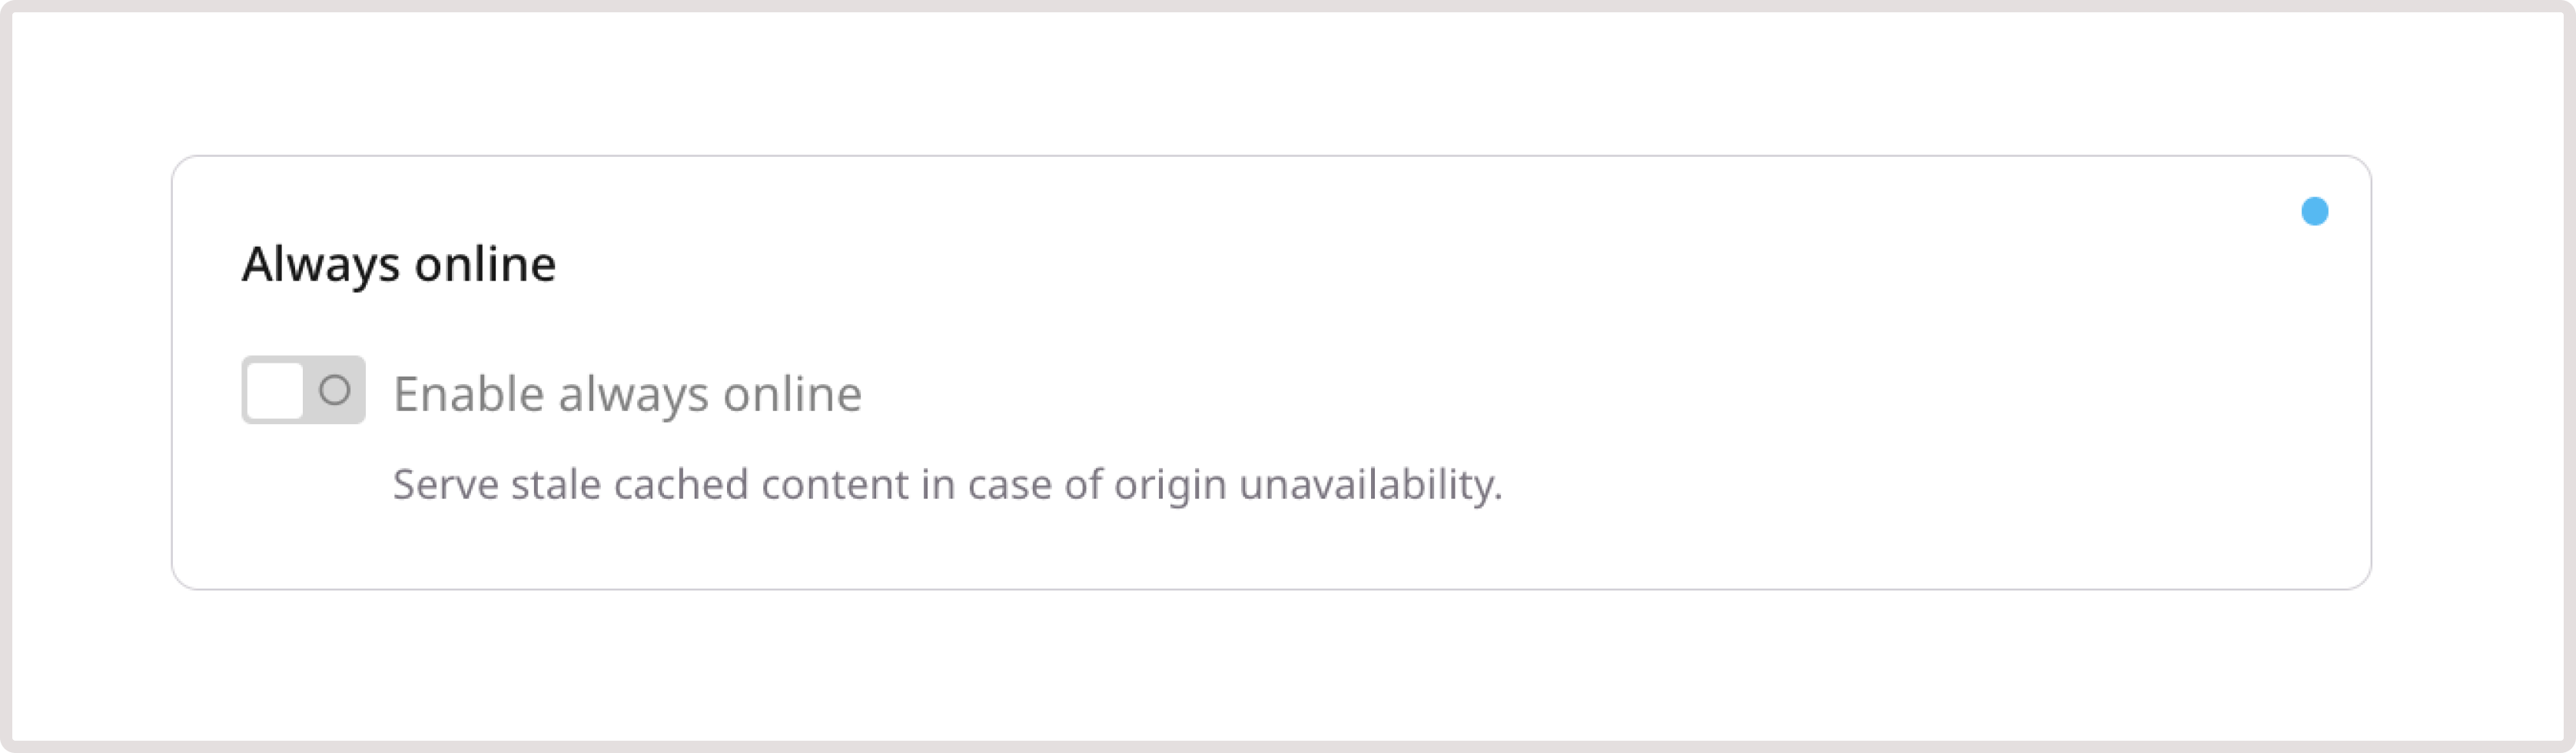 Always online
Enable always online
Serve stale cached content in case of origin unavailability.